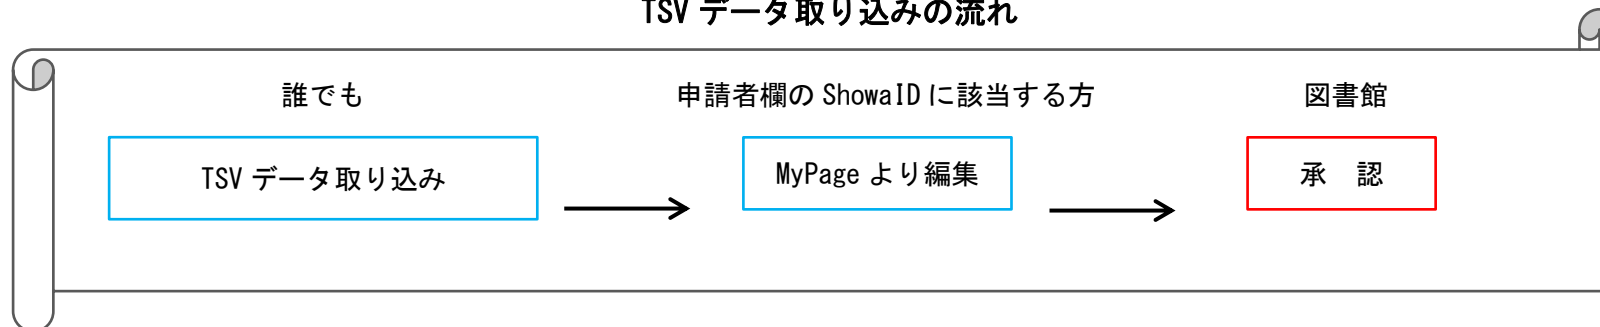 TSV データ取り込みの流れ
誰でも
申請者欄の ShowaID に該当する方
図書館
TSV データ取り込み
MyPage より編集
承　認